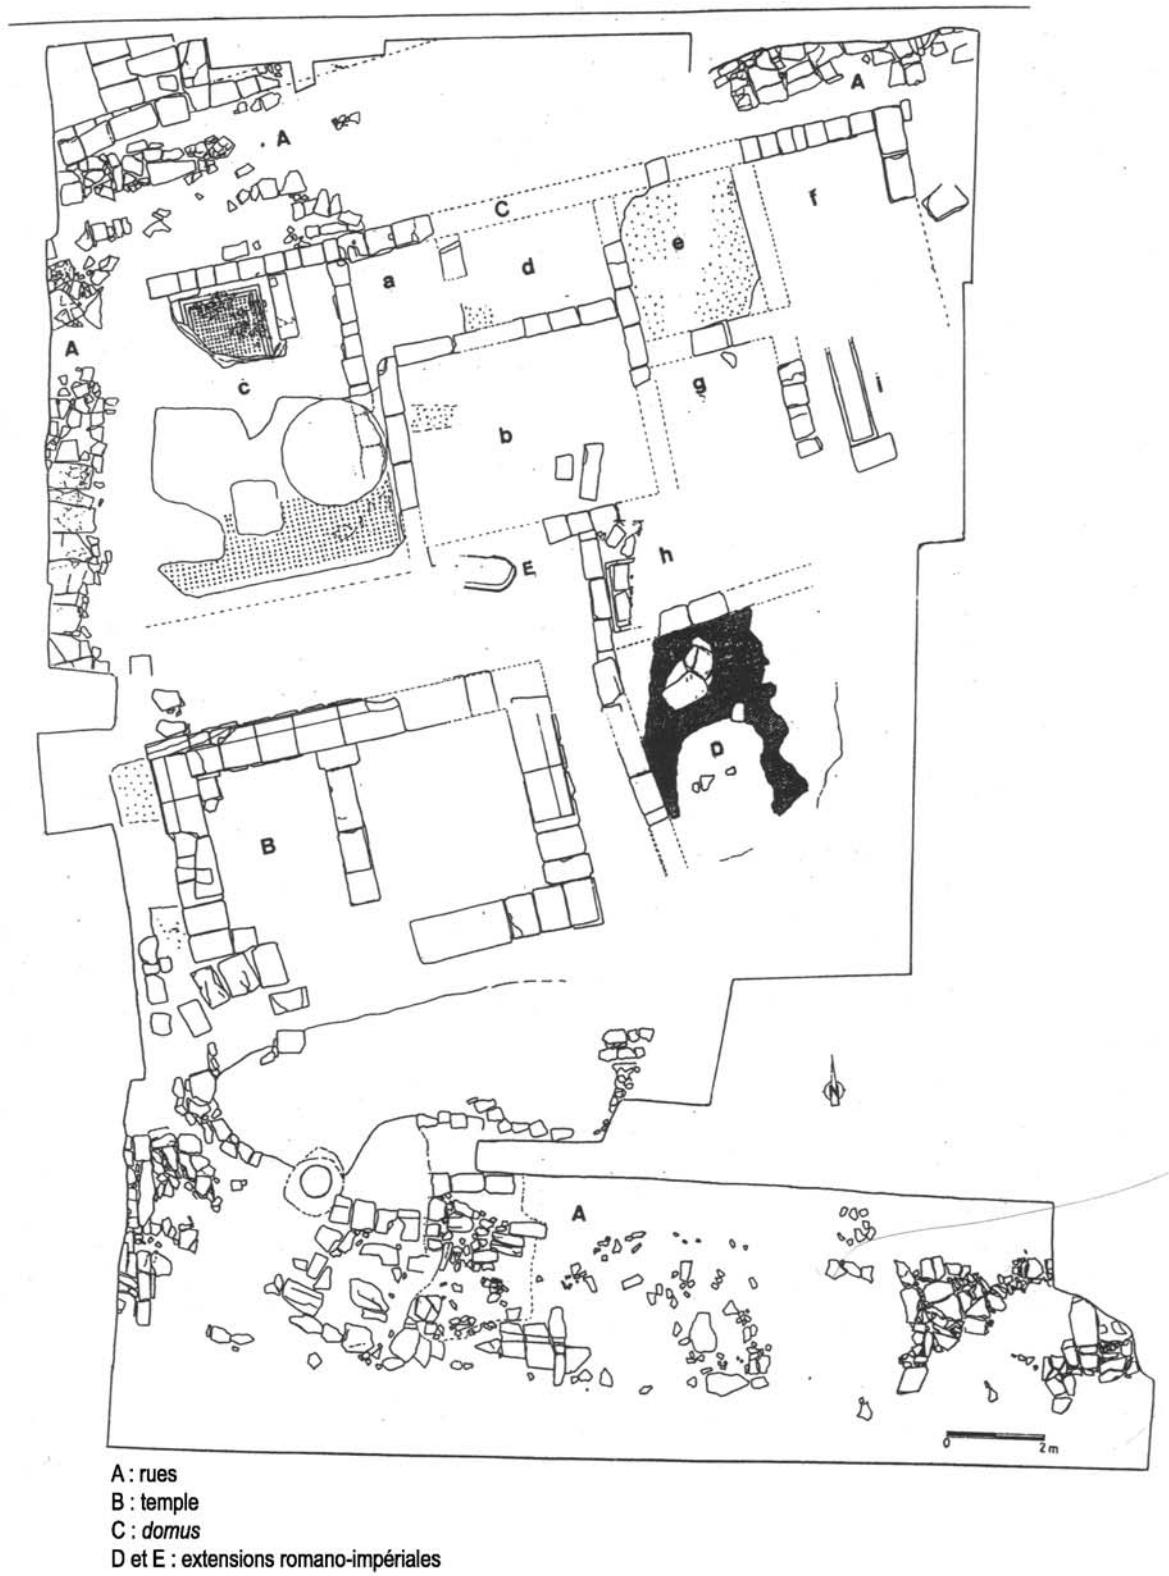 A
A
C
f
e
a
d
A
c
g
i
b
E
h
D
B
N
A
0 2 m
A : rues
B : temple
C : domus
D et E : extensions romano-impériales